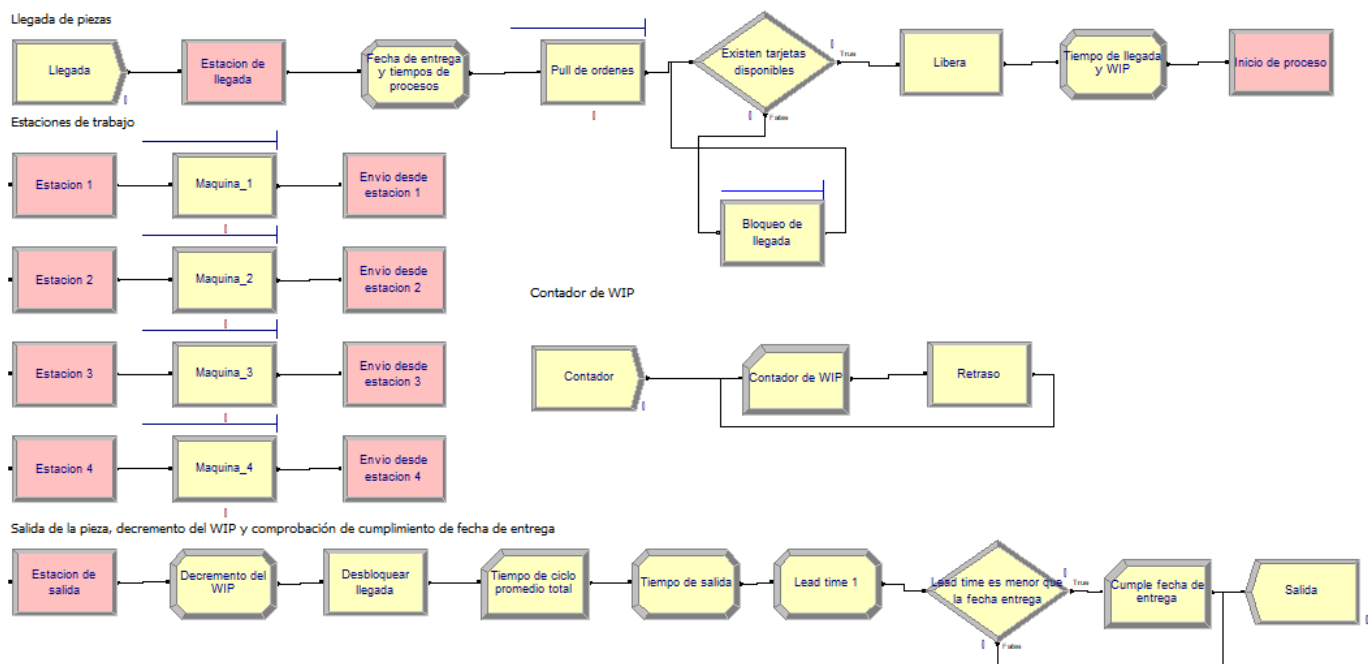 Llegada de piezas
Llegada
Estacion de
llegada
Fecha de entrega
y tiempos de
procesos
Pull de ordenes
Existen tarjetas
disponibles
True
False
Libera
Tiempo de llegada
y WIP
Inicio de proceso
Bloqueo de
llegada
Estaciones de trabajo
Estacion 1
Maquina_1
Envio desde
estacion 1
Estacion 2
Maquina_2
Envio desde
estacion 2
Estacion 3
Maquina_3
Envio desde
estacion 3
Estacion 4
Maquina_4
Envio desde
estacion 4
Contador de WIP
Contador
Contador de WIP
Retraso
Salida de la pieza, decremento del WIP y comprobación de cumplimiento de fecha de entrega
Estacion de
salida
Decremento del
WIP
Desbloquear
llegada
Tiempo de ciclo
promedio total
Tiempo de salida
Lead time 1
Lead time es menor que
la fecha entrega
True
False
Cumple fecha de
entrega
Salida